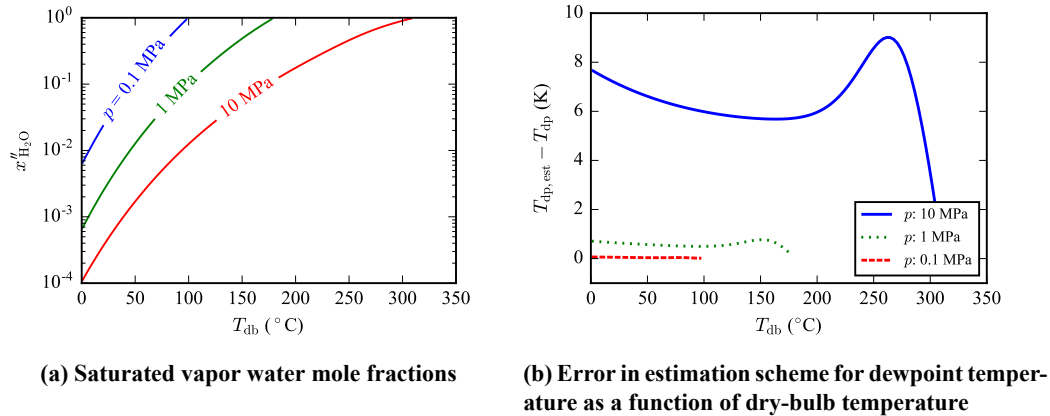 10⁰
10⁻¹
10⁻²
10⁻³
10⁻⁴
x″H₂O
p = 0.1 MPa
1 MPa
10 MPa
0 50 100 150 200 250 300 350
Tdb (°C)
(a) Saturated vapor water mole fractions
10
8
6
4
2
0
Tdp,est − Tdp (K)
p: 10 MPa
p: 1 MPa
p: 0.1 MPa
0 50 100 150 200 250 300 350
Tdb (°C)
(b) Error in estimation scheme for dewpoint temper-
ature as a function of dry-bulb temperature